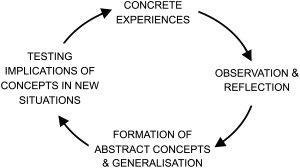 CONCRETE
EXPERIENCES
OBSERVATION &
REFLECTION
FORMATION OF
ABSTRACT CONCEPTS
& GENERALISATION
TESTING
IMPLICATIONS OF
CONCEPTS IN NEW
SITUATIONS